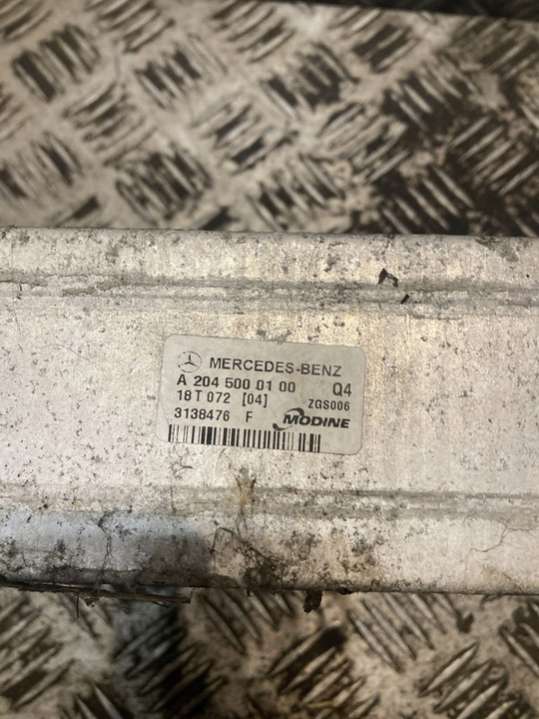 MERCEDES-BENZ
A 204 500 01 00 Q4
18 T 072 [04] ZGS006
3138476 F MODINE